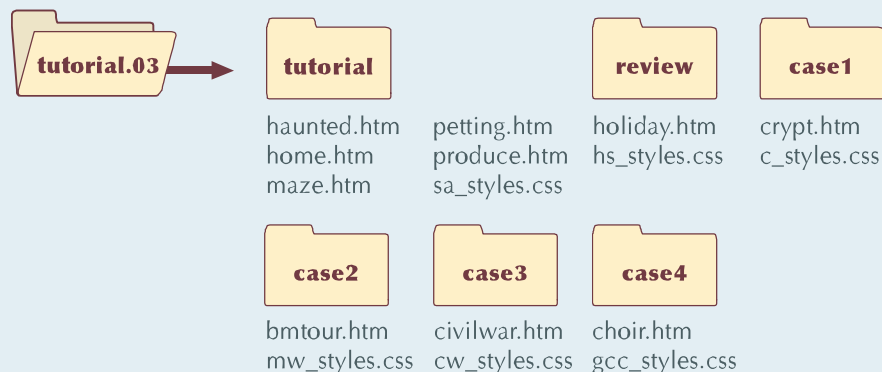 tutorial.03
tutorial
review
case1
haunted.htm petting.htm holiday.htm crypt.htm
home.htm produce.htm hs_styles.css c_styles.css
maze.htm sa_styles.css
case2
case3
case4
bmtour.htm civilwar.htm choir.htm
mw_styles.css cw_styles.css gcc_styles.css